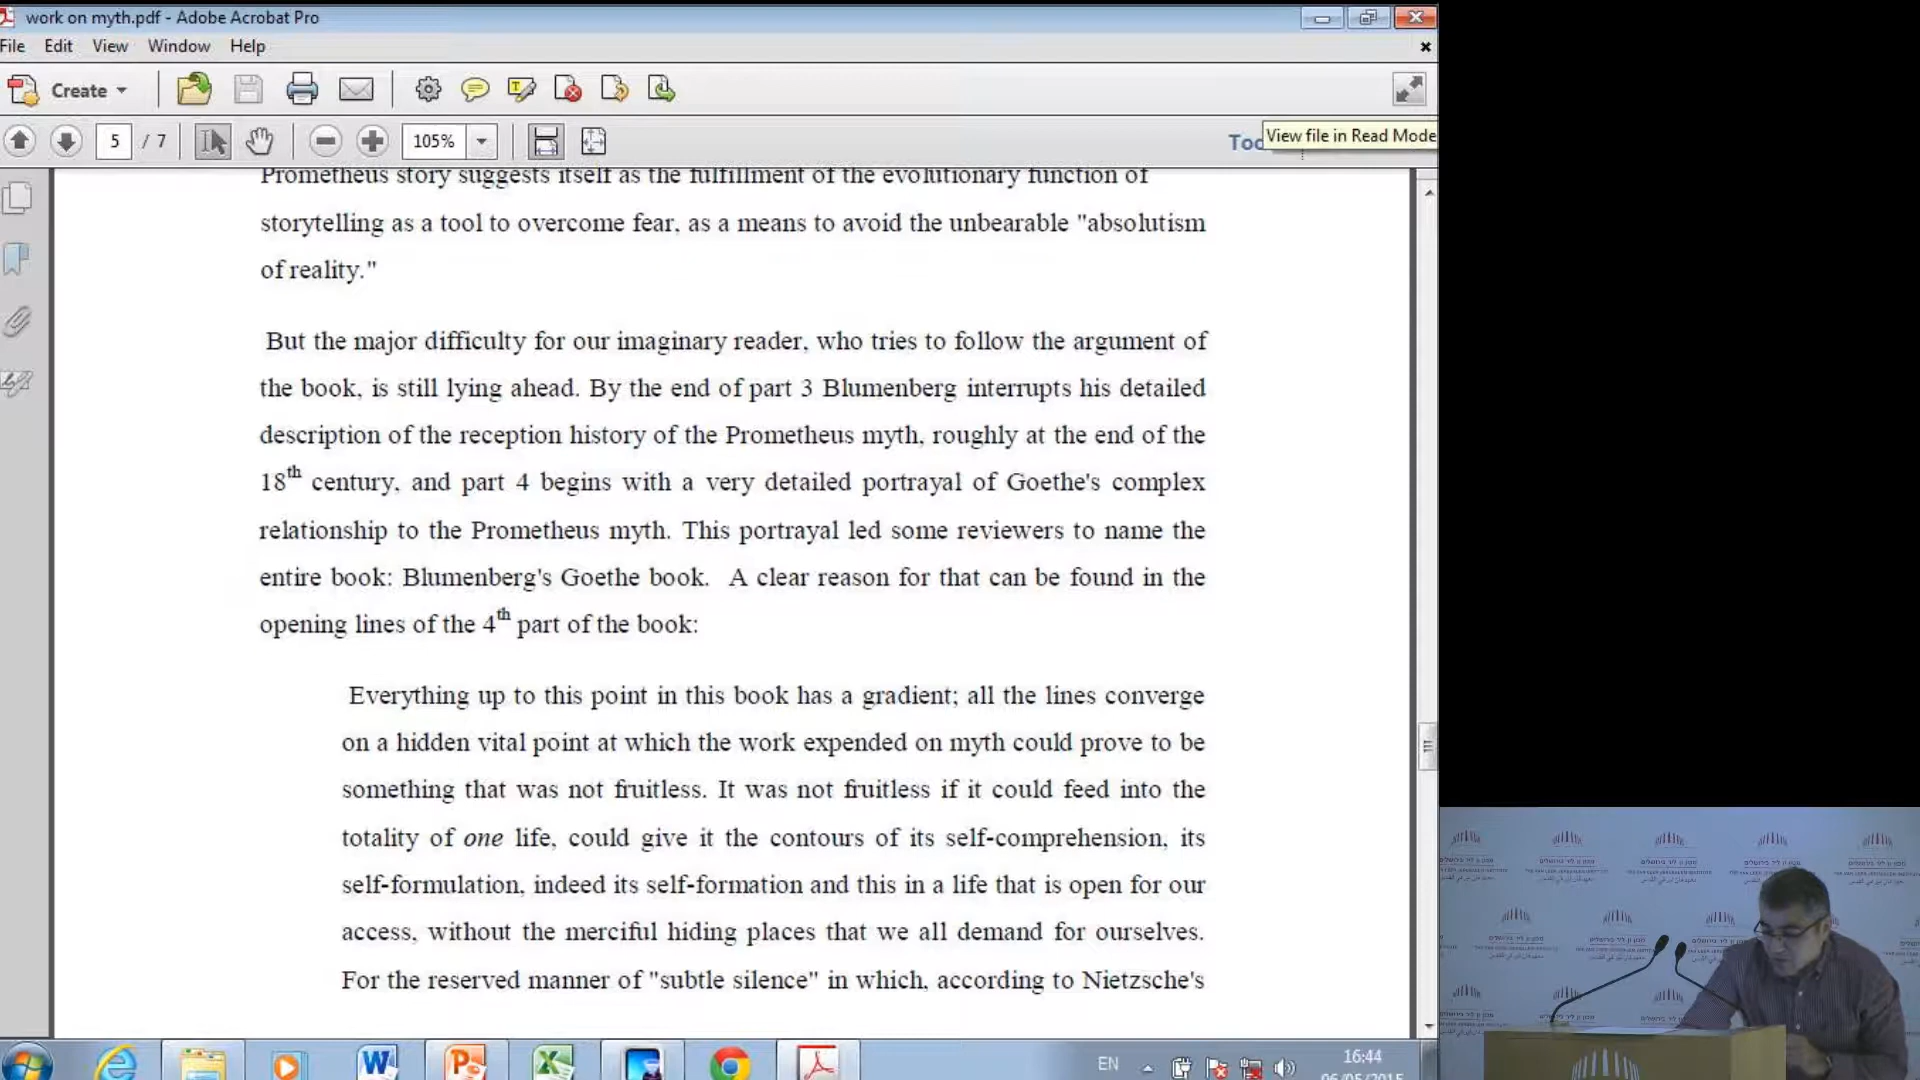 work on myth.pdf - Adobe Acrobat Pro
File Edit View Window Help
Create
5 / 7 105%
View file in Read Mode
Prometheus story suggests itself as the fulfillment of the evolutionary function of
storytelling as a tool to overcome fear, as a means to avoid the unbearable "absolutism
of reality."
But the major difficulty for our imaginary reader, who tries to follow the argument of
the book, is still lying ahead. By the end of part 3 Blumenberg interrupts his detailed
description of the reception history of the Prometheus myth, roughly at the end of the
18th century, and part 4 begins with a very detailed portrayal of Goethe's complex
relationship to the Prometheus myth. This portrayal led some reviewers to name the
entire book: Blumenberg's Goethe book. A clear reason for that can be found in the
opening lines of the 4th part of the book:
Everything up to this point in this book has a gradient; all the lines converge
on a hidden vital point at which the work expended on myth could prove to be
something that was not fruitless. It was not fruitless if it could feed into the
totality of one life, could give it the contours of its self-comprehension, its
self-formulation, indeed its self-formation and this in a life that is open for our
access, without the merciful hiding places that we all demand for ourselves.
For the reserved manner of "subtle silence" in which, according to Nietzsche's
EN
16:44
06/05/2015